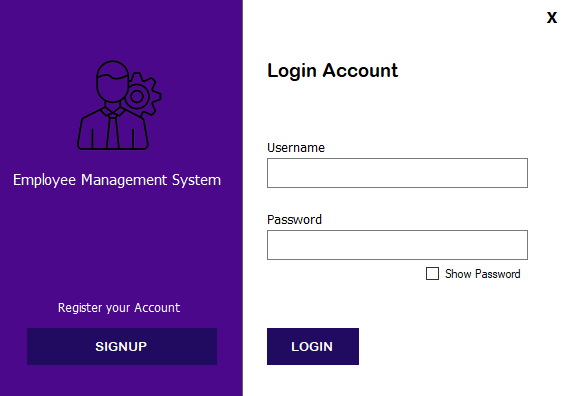 X
Employee Management System
Register your Account
SIGNUP
Login Account
Username
Password
Show Password
LOGIN